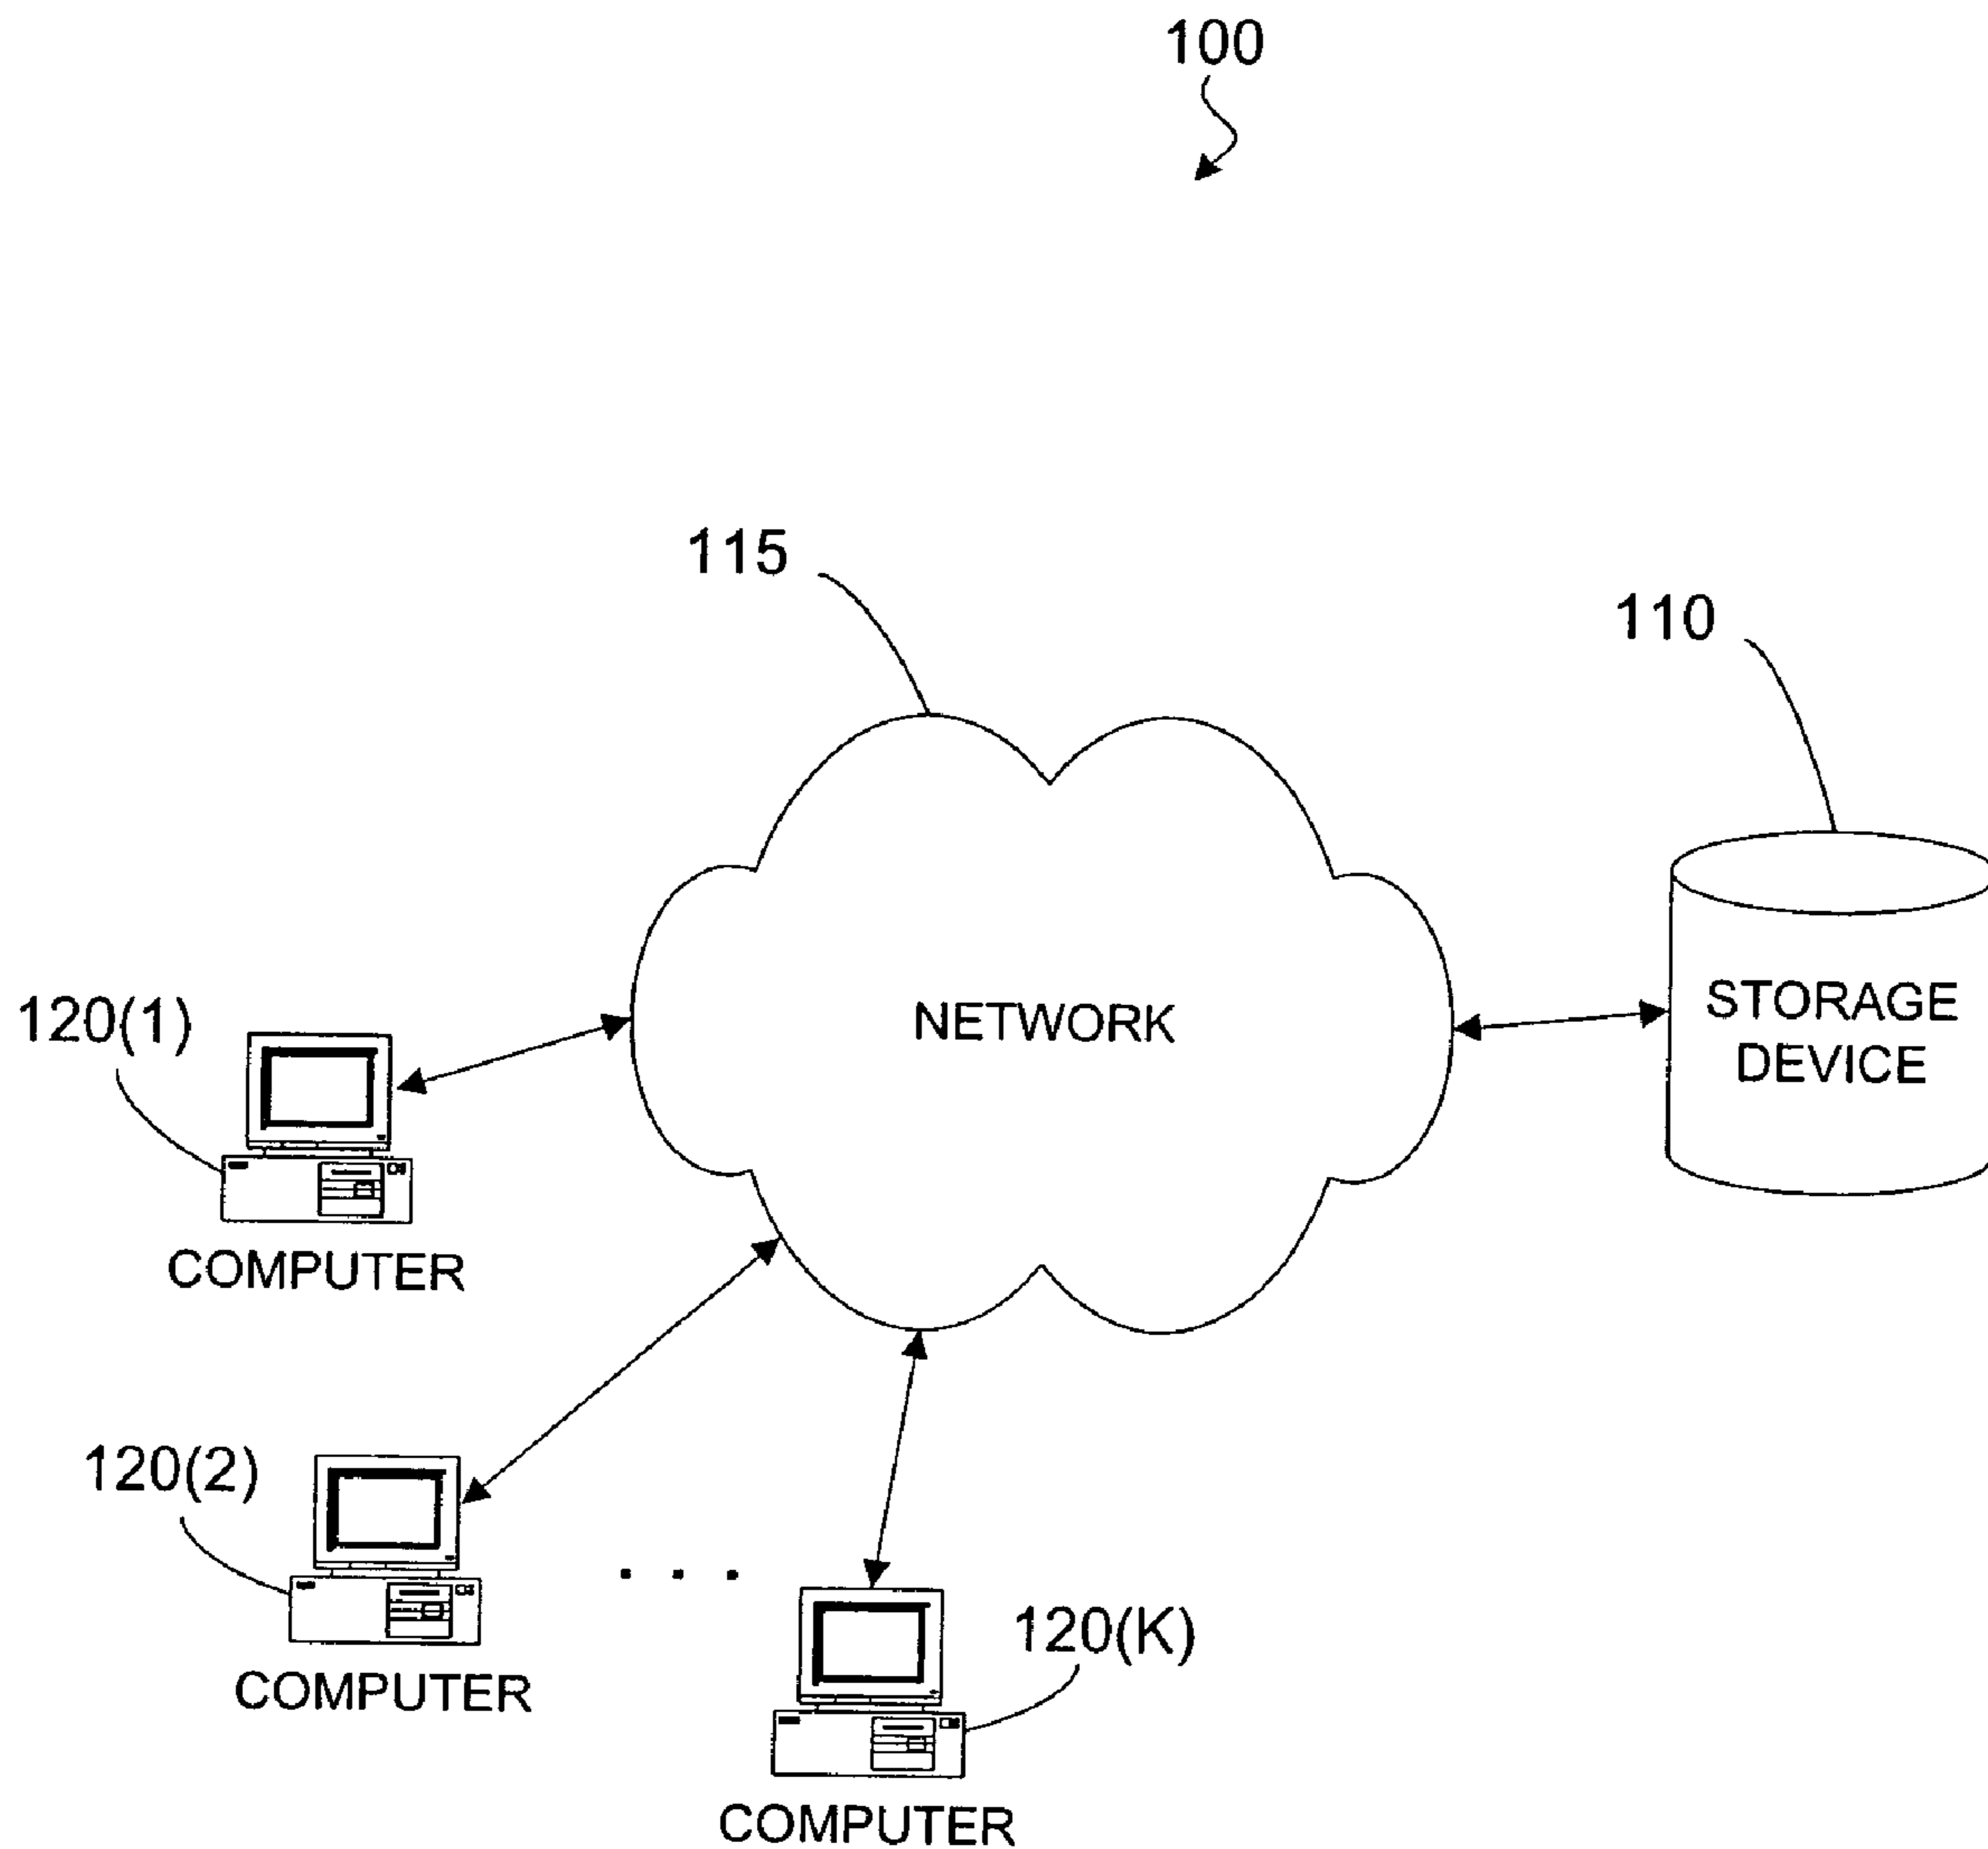 100
115
110
NETWORK
STORAGE
DEVICE
120(1)
COMPUTER
120(2)
COMPUTER
. . .
120(K)
COMPUTER